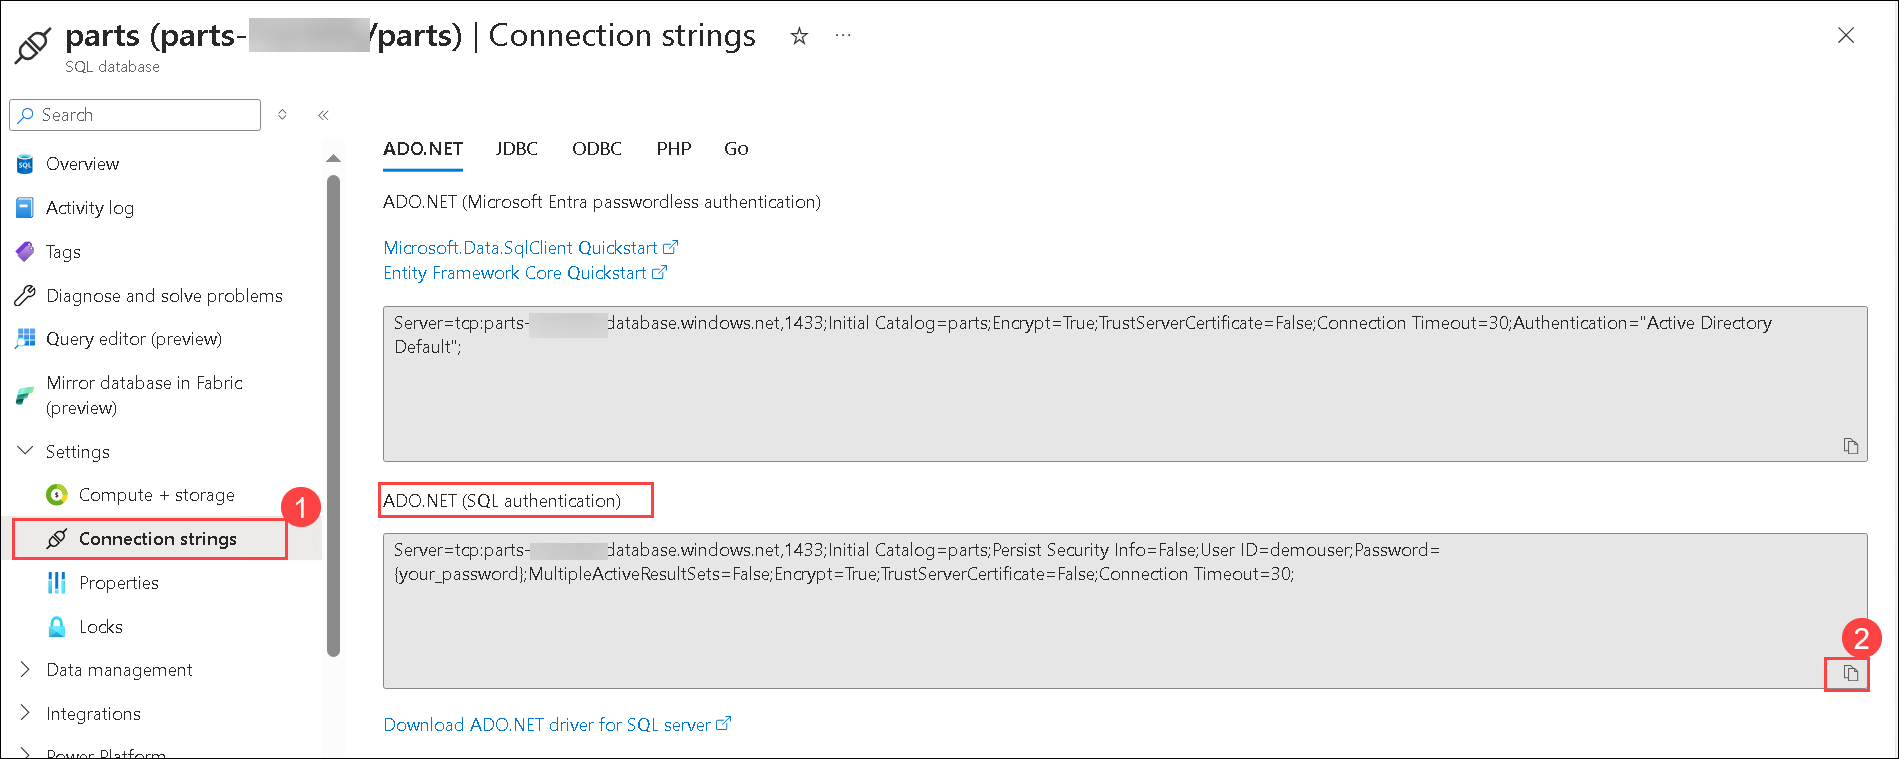 parts (parts-        /parts) | Connection strings
SQL database
Search
Overview
Activity log
Tags
Diagnose and solve problems
Query editor (preview)
Mirror database in Fabric
(preview)
Settings
Compute + storage
1
Connection strings
Properties
Locks
Data management
Integrations
Power Platform
ADO.NET JDBC ODBC PHP Go
ADO.NET (Microsoft Entra passwordless authentication)
Microsoft.Data.SqlClient Quickstart
Entity Framework Core Quickstart
Server=tcp:parts-        database.windows.net,1433;Initial Catalog=parts;Encrypt=True;TrustServerCertificate=False;Connection Timeout=30;Authentication="Active Directory
Default";
ADO.NET (SQL authentication)
Server=tcp:parts-        database.windows.net,1433;Initial Catalog=parts;Persist Security Info=False;User ID=demouser;Password=
{your_password};MultipleActiveResultSets=False;Encrypt=True;TrustServerCertificate=False;Connection Timeout=30;
2
Download ADO.NET driver for SQL server